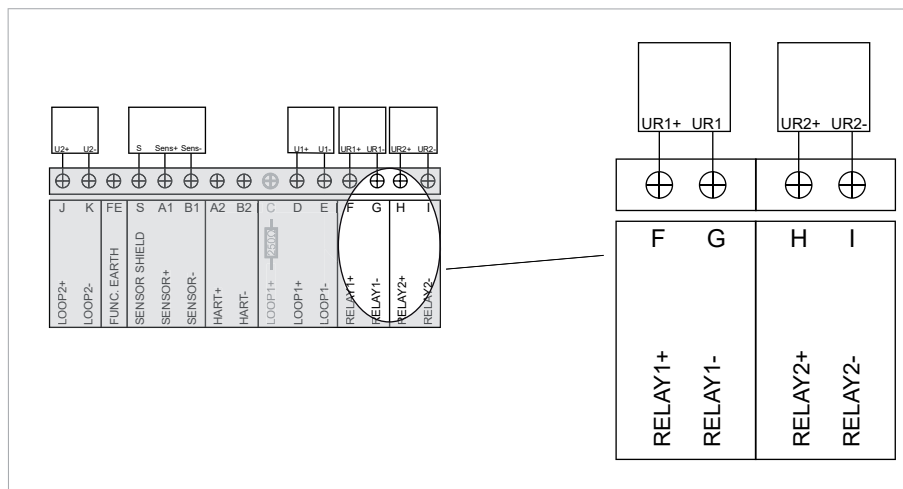 U2+ U2-
S Sens+ Sens-
U1+ U1-
UR1+ UR1-
UR2+ UR2-
J K FE S A1 B1 A2 B2 C D E F G H I
250Ω
LOOP2+
LOOP2-
FUNC. EARTH
SENSOR SHIELD
SENSOR+
SENSOR-
HART+
HART-
LOOP1+
LOOP1+
LOOP1-
RELAY1+
RELAY1-
RELAY2+
RELAY2-
UR1+ UR1
UR2+ UR2-
F G H I
RELAY1+
RELAY1-
RELAY2+
RELAY2-